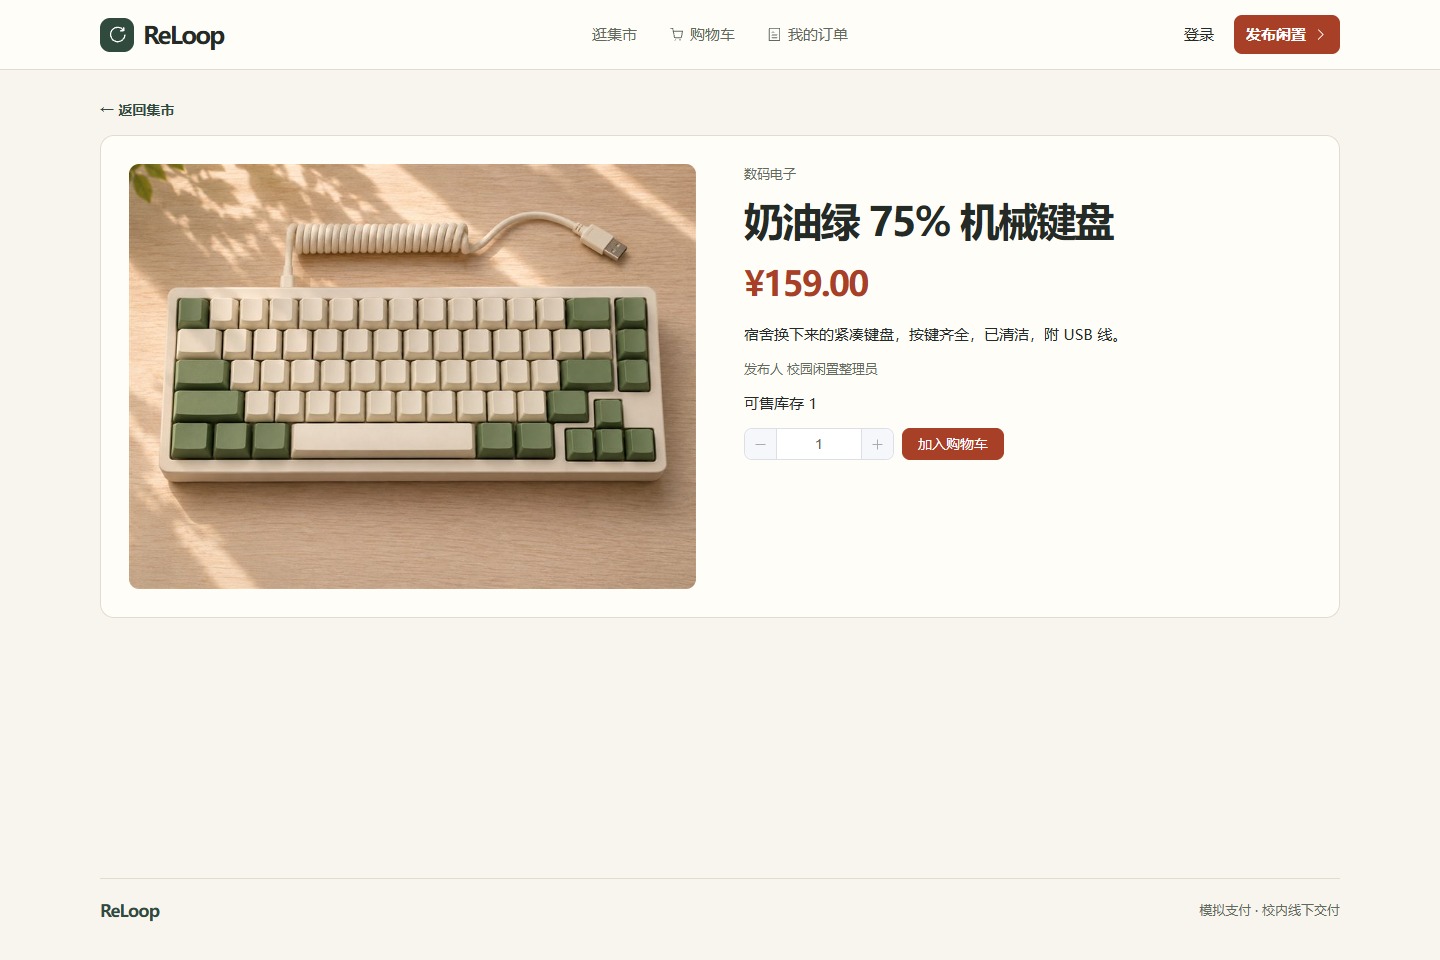 ReLoop
逛集市
购物车
我的订单
登录
发布闲置
← 返回集市
数码电子
奶油绿 75% 机械键盘
¥159.00
宿舍换下来的紧凑键盘，按键齐全，已清洁，附 USB 线。
发布人 校园闲置整理员
可售库存 1
1
加入购物车
ReLoop
模拟支付 · 校内线下交付